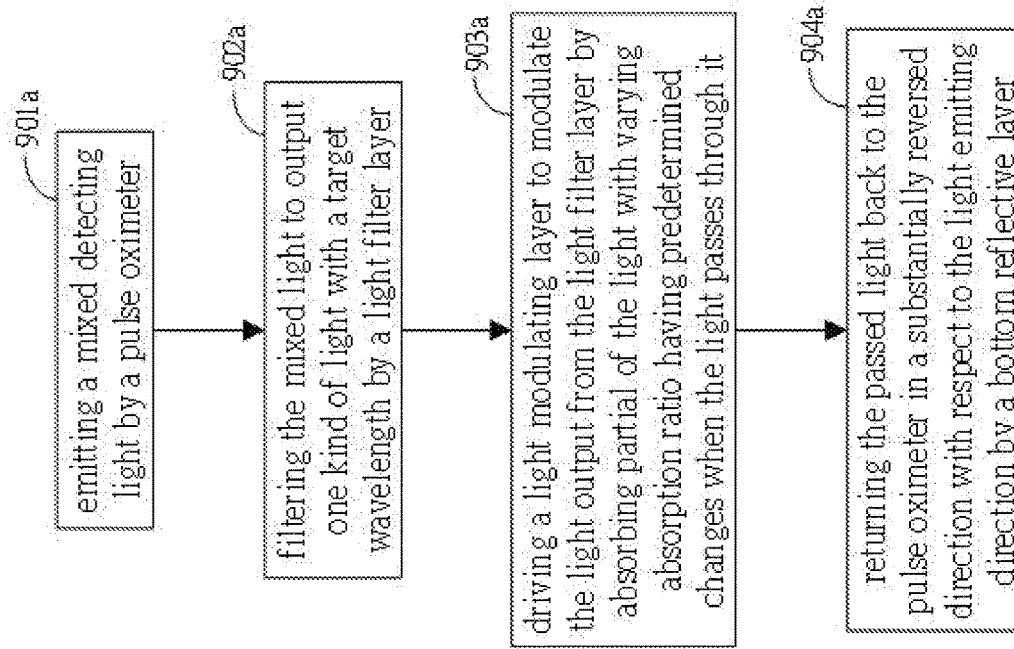 901a
emitting a mixed detecting
light by a pulse oximeter
902a
filtering the mixed light to output
one kind of light with a target
wavelength by a light filter layer
903a
driving a light modulating layer to modulate
the light output from the light filter layer by
absorbing partial of the light with varying
absorption ratio having predetermined
changes when the light passes through it
904a
returning the passed light back to the
pulse oximeter in a substantially reversed
direction with respect to the light emitting
direction by a bottom reflective layer